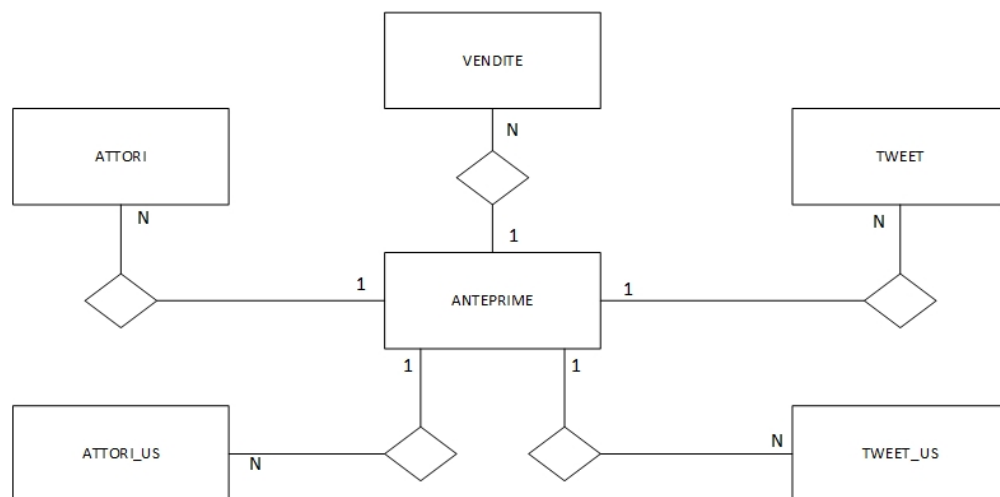 VENDITE
ATTORI
TWEET
N
N
N
1
1
ANTEPRIME
1
1
1
ATTORI_US
N
N
TWEET_US